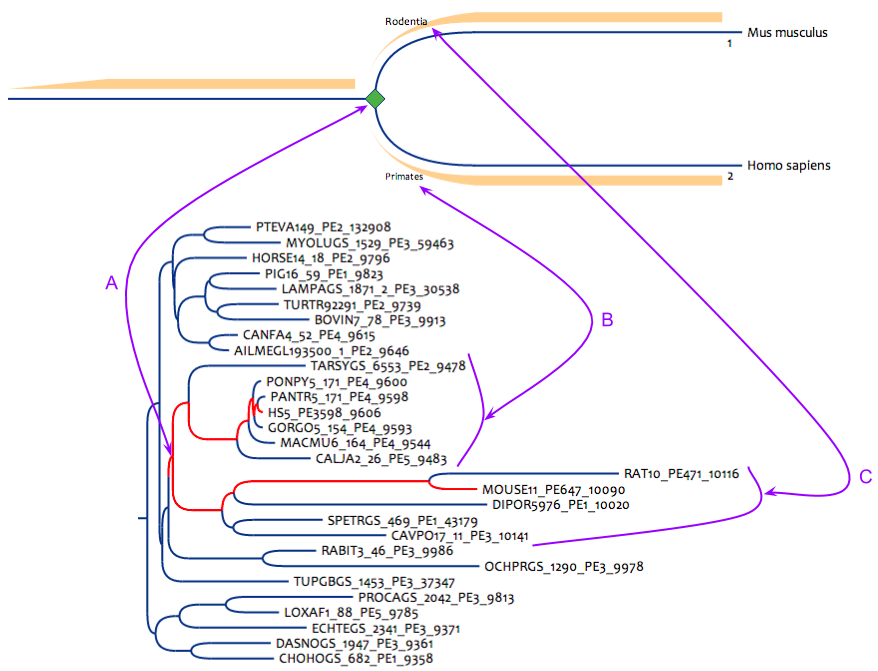 Rodentia
Mus musculus
1
Homo sapiens
Primates
2
PTEVA149_PE2_132908
MYOLUGS_1529_PE3_59463
HORSE14_18_PE2_9796
PIG16_59_PE1_9823
A
LAMPAGS_1871_2_PE3_30538
TURTR92291_PE2_9739
BOVIN7_78_PE3_9913
B
CANFA4_52_PE4_9615
AILMEGL193500_1_PE2_9646
TARSYGS_6553_PE2_9478
PONPY5_171_PE4_9600
PANTR5_171_PE4_9598
HS5_PE3598_9606
GORGO5_154_PE4_9593
MACMU6_164_PE4_9544
CALJA2_26_PE5_9483
RAT10_PE471_10116
C
MOUSE11_PE647_10090
DIPOR5976_PE1_10020
SPETRGS_469_PE1_43179
CAVPO17_11_PE3_10141
RABIT3_46_PE3_9986
OCHPRGS_1290_PE3_9978
TUPGBGS_1453_PE3_37347
PROCAGS_2042_PE3_9813
LOXAF1_88_PE5_9785
ECHTEGS_2341_PE3_9371
DASNOGS_1947_PE3_9361
CHOHOGS_682_PE1_9358